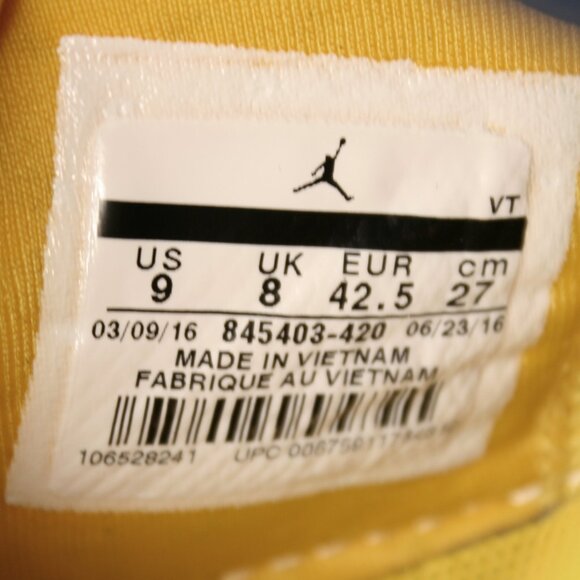 VT
US UK EUR cm
9 8 42.5 27
03/09/16 845403-420 06/23/16
MADE IN VIETNAM
FABRIQUE AU VIETNAM
106528241 UPC